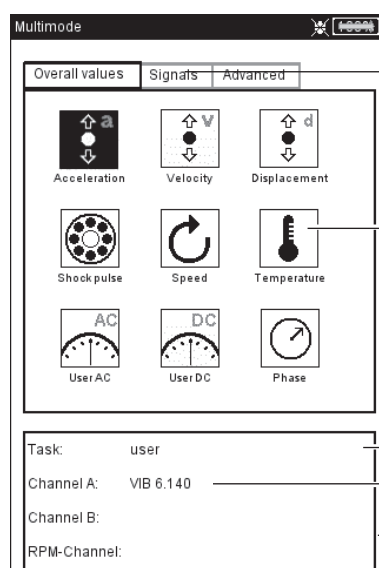 Multimode +100%
Overall values Signals Advanced
a v d
Acceleration Velocity Displacement
Shock pulse Speed Temperature
AC DC
User AC User DC Phase
Task: user
Channel A: VIB 6.140
Channel B:
RPM-Channel: